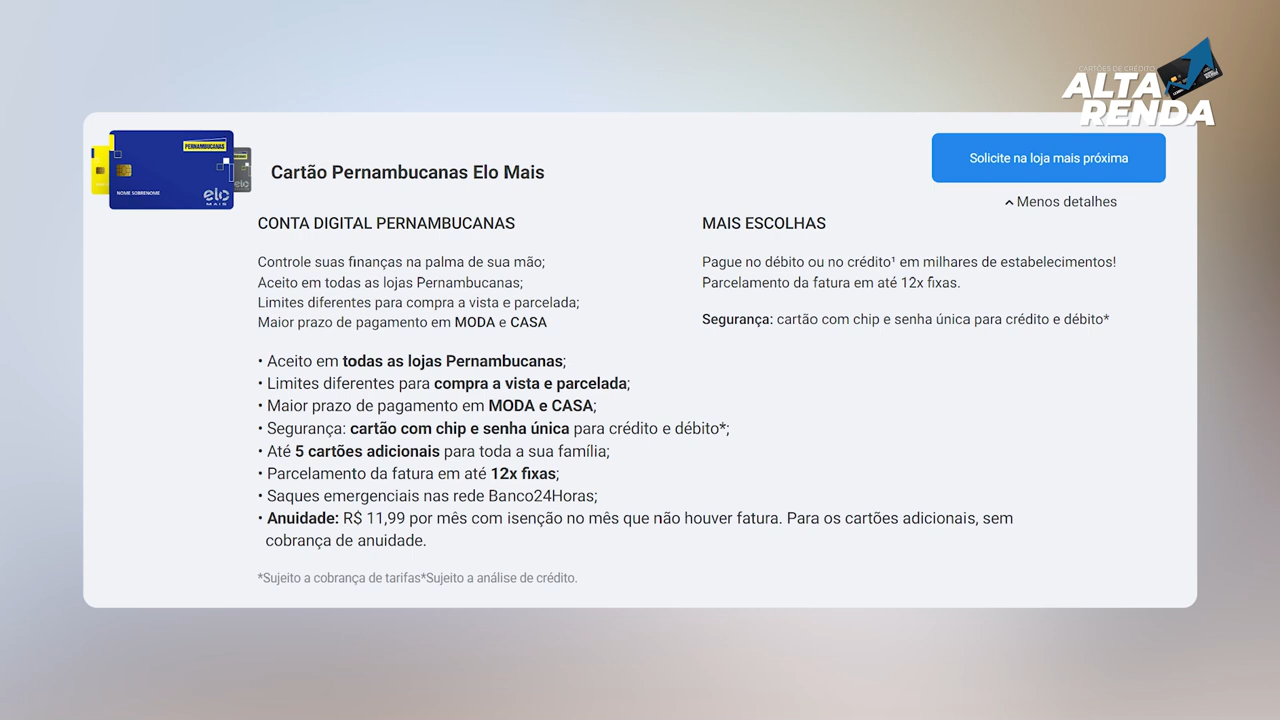 CARTÕES DE CRÉDITO
ALTA
RENDA
PERNAMBUCANAS
NOME SOBRENOME
elo
MAIS
elo
Cartão Pernambucanas Elo Mais
Solicite na loja mais próxima
Menos detalhes
CONTA DIGITAL PERNAMBUCANAS
Controle suas finanças na palma de sua mão;
Aceito em todas as lojas Pernambucanas;
Limites diferentes para compra a vista e parcelada;
Maior prazo de pagamento em MODA e CASA
MAIS ESCOLHAS
Pague no débito ou no crédito¹ em milhares de estabelecimentos!
Parcelamento da fatura em até 12x fixas.
Segurança: cartão com chip e senha única para crédito e débito*
• Aceito em todas as lojas Pernambucanas;
• Limites diferentes para compra a vista e parcelada;
• Maior prazo de pagamento em MODA e CASA;
• Segurança: cartão com chip e senha única para crédito e débito*;
• Até 5 cartões adicionais para toda a sua família;
• Parcelamento da fatura em até 12x fixas;
• Saques emergenciais nas rede Banco24Horas;
• Anuidade: R$ 11,99 por mês com isenção no mês que não houver fatura. Para os cartões adicionais, sem
cobrança de anuidade.
*Sujeito a cobrança de tarifas*Sujeito a análise de crédito.